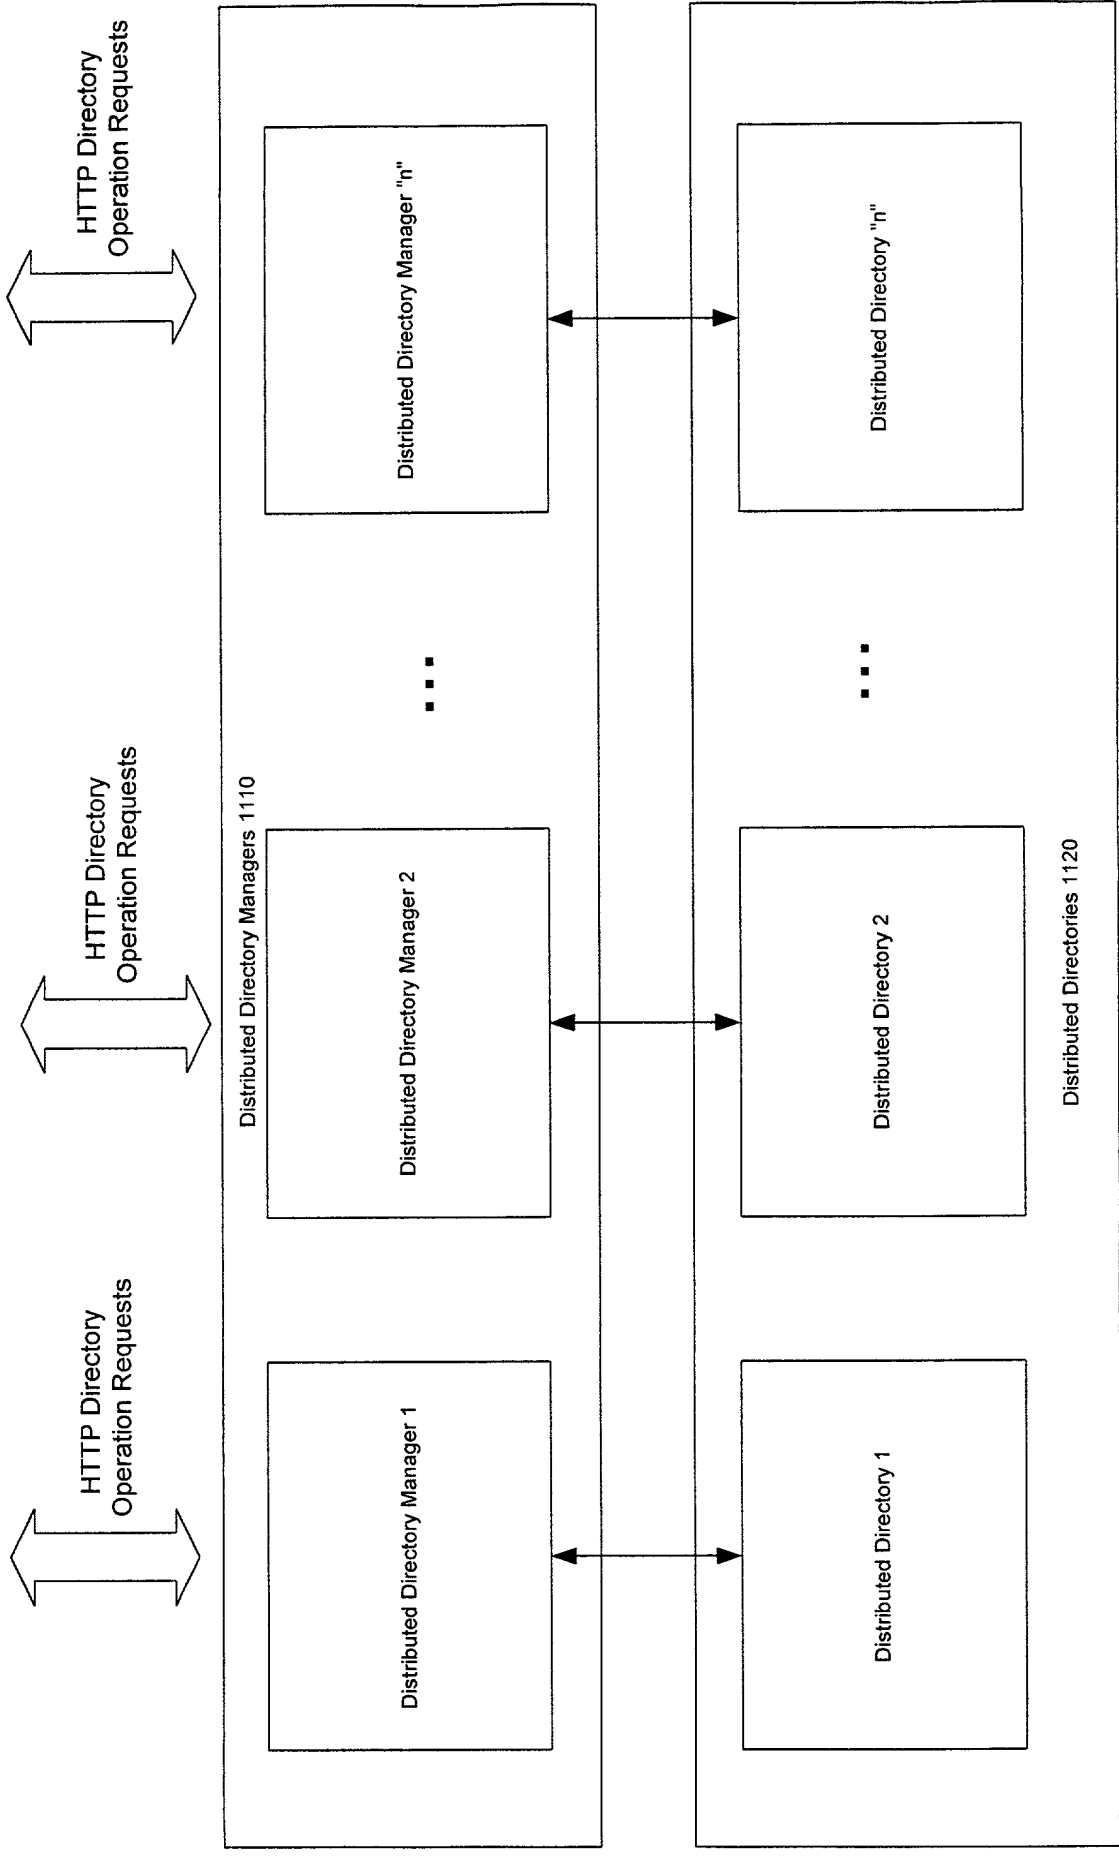 HTTP Directory
Operation Requests
HTTP Directory
Operation Requests
HTTP Directory
Operation Requests
Distributed Directory Managers 1110
Distributed Directory Manager 1
Distributed Directory Manager 2
...
Distributed Directory Manager "n"
Distributed Directory 1
Distributed Directory 2
...
Distributed Directory "n"
Distributed Directories 1120